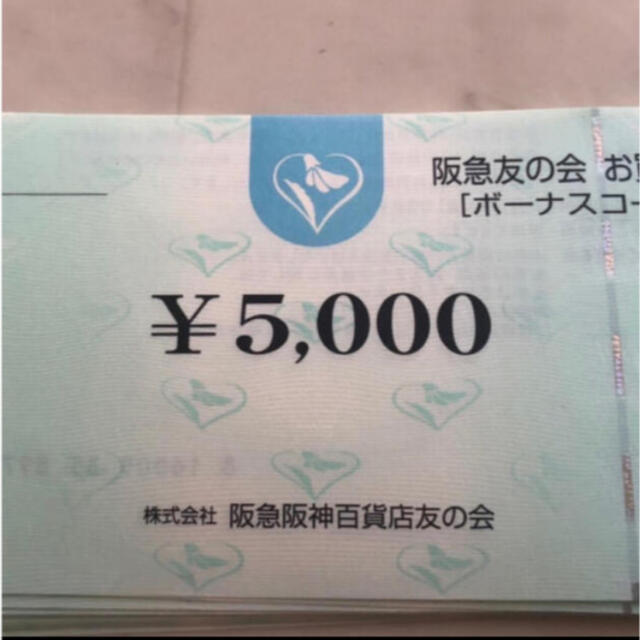 阪急友の会 お買
[ボーナスコー
¥5,000
株式会社 阪急阪神百貨店友の会